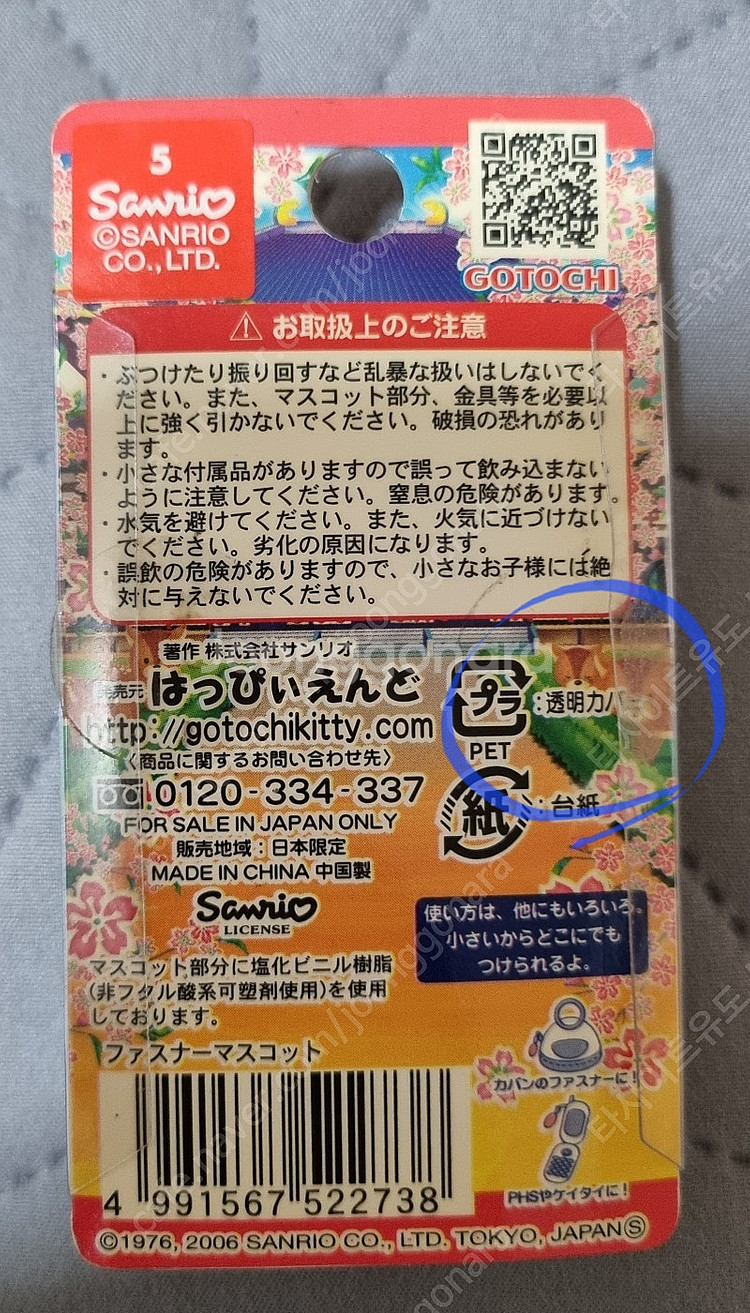 5
Sanrio
©SANRIO
CO.,LTD.
GOTOCHI
⚠ お取扱上のご注意
・ぶつけたり振り回すなど乱暴な扱いはしないでく
ださい。また、マスコット部分、金具等を必要以
上に強く引かないでください。破損の恐れがあり
ます。
・小さな付属品がありますので誤って飲み込まない
ように注意してください。窒息の危険があります。
・水気を避けてください。また、火気に近づけない
でください。劣化の原因になります。
・誤飲の危険がありますので、小さなお子様には絶
対に与えないでください。
著作 株式会社サンリオ
発売元 はっぴぃえんど
http://gotochikitty.com
〈商品に関するお問い合わせ先〉
0120-334-337
FOR SALE IN JAPAN ONLY
販売地域：日本限定
MADE IN CHINA 中国製
Sanrio
LICENSE
プラ：透明カバー
PET
紙：台紙
使い方は、他にもいろいろ。
小さいからどこにでも
つけられるよ。
マスコット部分に塩化ビニル樹脂
(非フタル酸系可塑剤使用)を使用
しております。
ファスナーマスコット
カバンのファスナーに！
PHSやケイタイに！
4 991567 522738
©1976, 2006 SANRIO CO., LTD. TOKYO, JAPAN Ⓢ